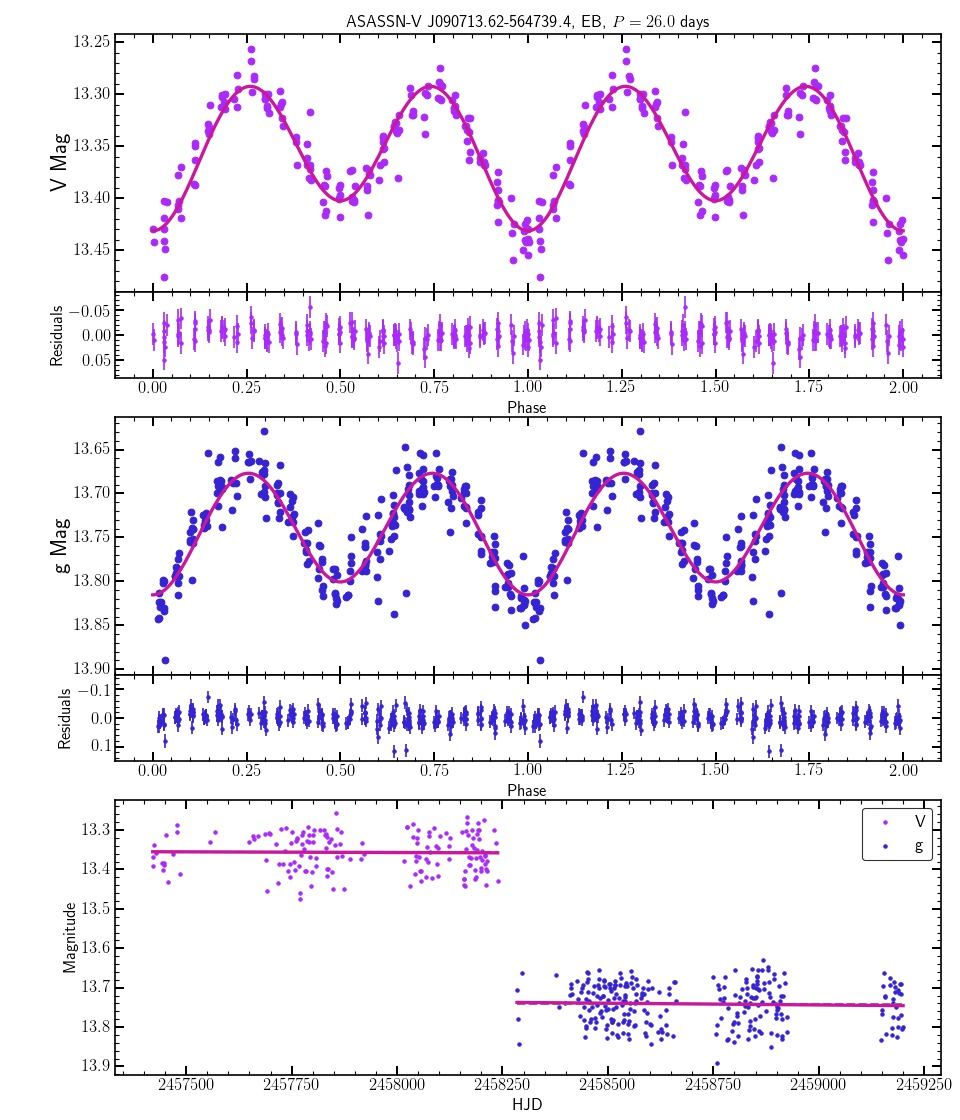 ASASSN-V J090713.62-564739.4, EB, P = 26.0 days
13.25
13.30
13.35
13.40
13.45
V Mag
−0.05
0.00
0.05
Residuals
0.00 0.25 0.50 0.75 1.00 1.25 1.50 1.75 2.00
Phase
13.65
13.70
13.75
13.80
13.85
13.90
g Mag
−0.1
0.0
0.1
Residuals
0.00 0.25 0.50 0.75 1.00 1.25 1.50 1.75 2.00
Phase
V
g
13.3
13.4
13.5
13.6
13.7
13.8
13.9
Magnitude
2457500 2457750 2458000 2458250 2458500 2458750 2459000 2459250
HJD